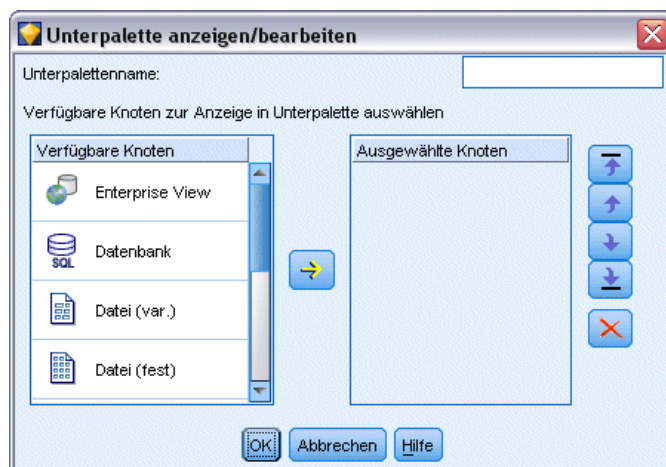 Unterpalette anzeigen/bearbeiten
Unterpalettenname:
Verfügbare Knoten zur Anzeige in Unterpalette auswählen
Verfügbare Knoten
Enterprise View
SQL
Datenbank
Datei (var.)
Datei (fest)
Ausgewählte Knoten
OK
Abbrechen
Hilfe